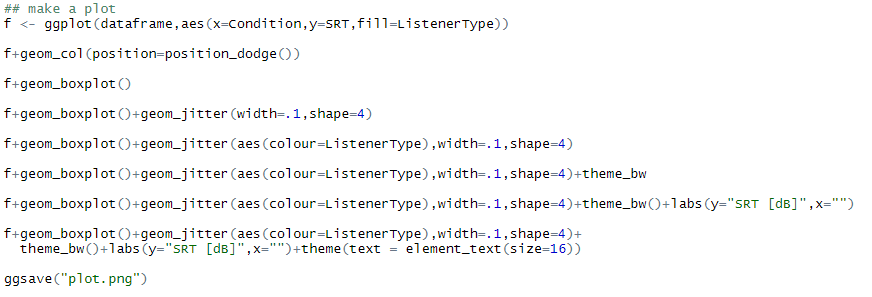 ## make a plot
f <- ggplot(dataframe,aes(x=Condition,y=SRT,fill=ListenerType))
f+geom_col(position=position_dodge())
f+geom_boxplot()
f+geom_boxplot()+geom_jitter(width=.1,shape=4)
f+geom_boxplot()+geom_jitter(aes(colour=ListenerType),width=.1,shape=4)
f+geom_boxplot()+geom_jitter(aes(colour=ListenerType),width=.1,shape=4)+theme_bw
f+geom_boxplot()+geom_jitter(aes(colour=ListenerType),width=.1,shape=4)+theme_bw()+labs(y="SRT [dB]",x="")
f+geom_boxplot()+geom_jitter(aes(colour=ListenerType),width=.1,shape=4)+
  theme_bw()+labs(y="SRT [dB]",x="")+theme(text = element_text(size=16))
ggsave("plot.png")